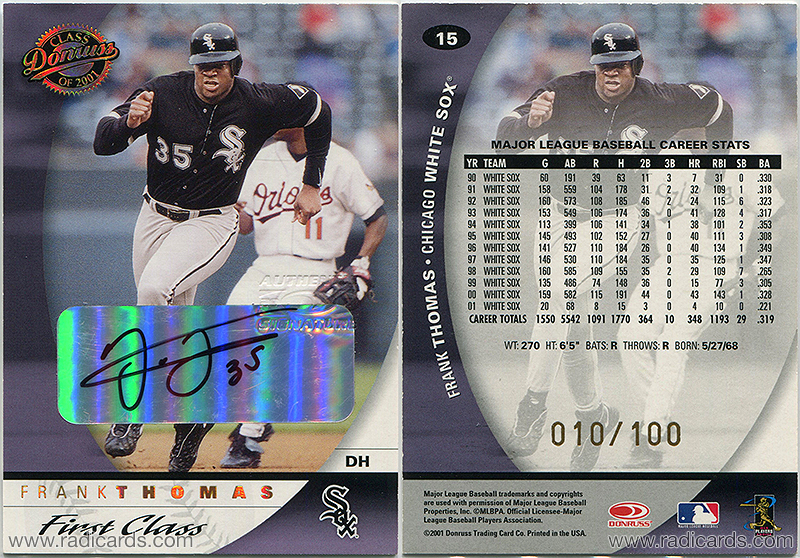 CLASS
Donruss
OF 2001
Sox
35
Sox
Orioles
11
AUTHENTIC
SIGNATURE
35
DH
FRANK THOMAS
Sox
First Class
www.radicards.com
15
FRANK THOMAS • CHICAGO WHITE SOX®
MAJOR LEAGUE BASEBALL CAREER STATS
YR TEAM G AB R H 2B 3B HR RBI SB BA
90 WHITE SOX 60 191 39 63 11 3 7 31 0 .330
91 WHITE SOX 158 559 104 178 31 2 32 109 1 .318
92 WHITE SOX 160 573 108 185 46 2 24 115 6 .323
93 WHITE SOX 153 549 106 174 36 0 41 128 4 .317
94 WHITE SOX 113 399 106 141 34 1 38 101 2 .353
95 WHITE SOX 145 493 102 152 27 0 40 111 3 .308
96 WHITE SOX 141 527 110 184 26 0 40 134 1 .349
97 WHITE SOX 146 530 110 184 35 0 35 125 1 .347
98 WHITE SOX 160 585 109 155 35 2 29 109 7 .265
99 WHITE SOX 135 486 74 148 36 0 15 77 3 .305
00 WHITE SOX 159 582 115 191 44 0 43 143 1 .328
01 WHITE SOX 20 68 8 15 3 0 4 10 0 .221
CAREER TOTALS 1550 5542 1091 1770 364 10 348 1193 29 .319
WT: 270 HT: 6'5" BATS: R THROWS: R BORN: 5/27/68
010/100
Major League Baseball trademarks and copyrights
are used with permission of Major League Baseball
Properties, Inc. ©MLBPA. Official Licensee-Major
League Baseball Players Association.
©2001 Donruss Trading Card Co. Printed in the USA.
DONRUSS
MAJOR LEAGUE BASEBALL
PLAYERS
www.radicards.com